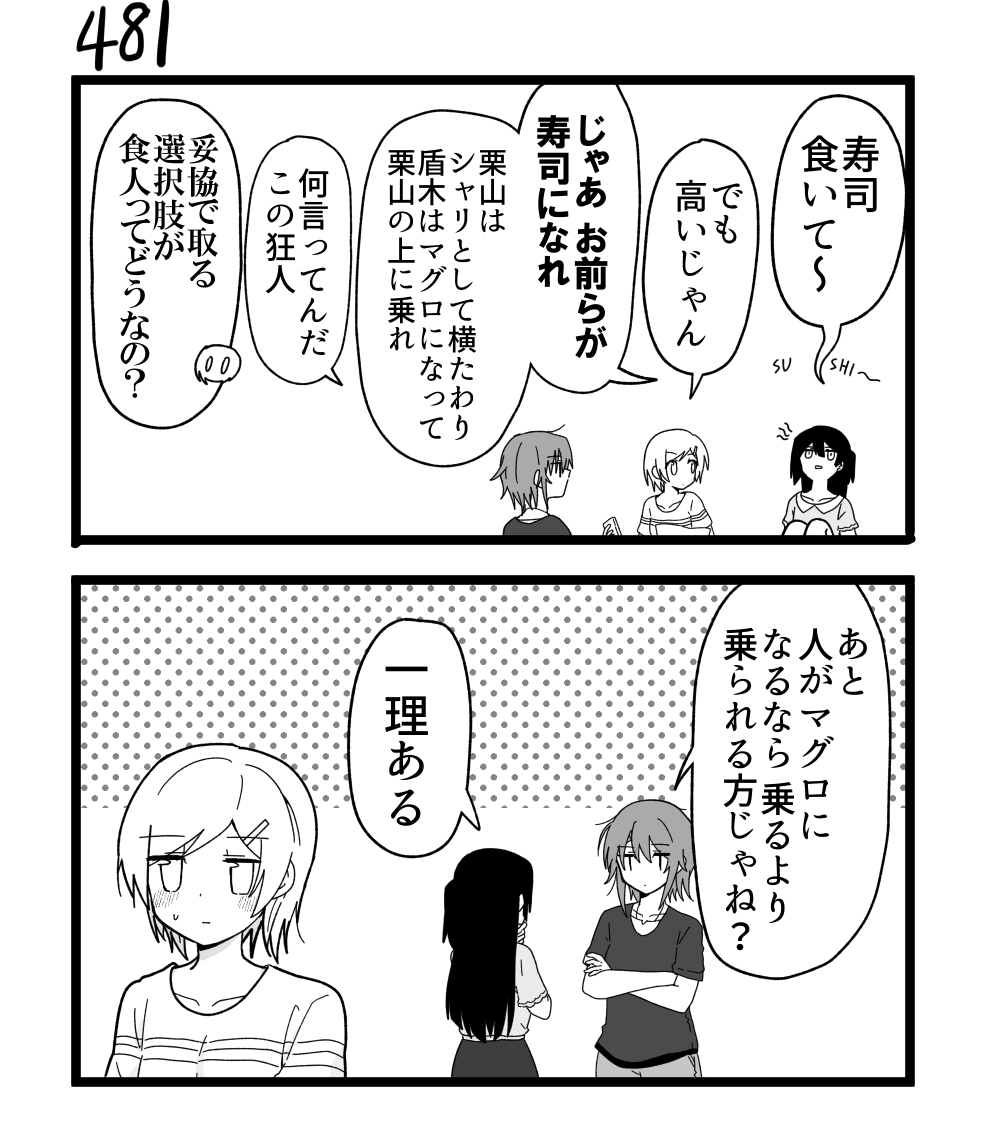 481
寿司
食いて〜
SU SHI〜
でも
高いじゃん
じゃあ お前らが
寿司になれ
栗山は
シャリとして横たわり
盾木はマグロになって
栗山の上に乗れ
何言ってんだ
この狂人
妥協で取る
選択肢が
食人ってどうなの？
あと
人がマグロに
なるなら 乗るより
乗られる方じゃね？
一理ある